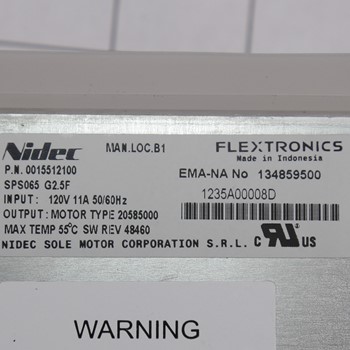 Nidec MAN.LOC.B1 FLEXTRONICS
Made in Indonesia
P.N. 0015512100 EMA-NA No 134859500
SPS065 G2.5F 1235A00008D
INPUT: 120V 11A 50/60Hz
OUTPUT: MOTOR TYPE 20585000
MAX TEMP 55°C SW REV 48460
NIDEC SOLE MOTOR CORPORATION S.R.L. c RU US
WARNING